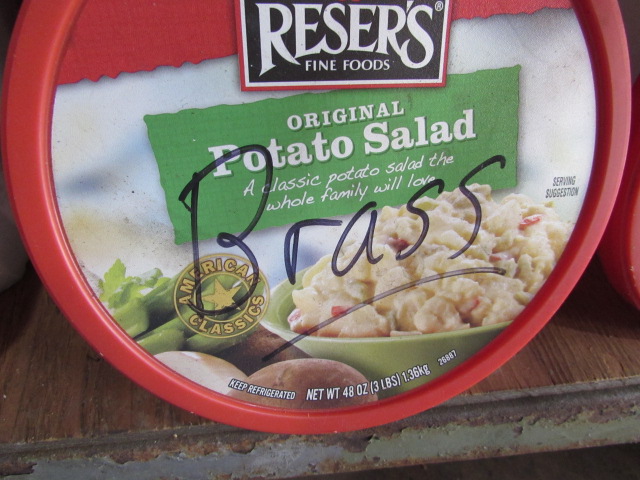 RESER'S®
FINE FOODS
ORIGINAL
Potato Salad
A classic potato salad the
whole family will love
Brass
SERVING
SUGGESTION
AMERICAN
CLASSICS
KEEP REFRIGERATED NET WT 48 OZ (3 LBS) 1.36kg 26887